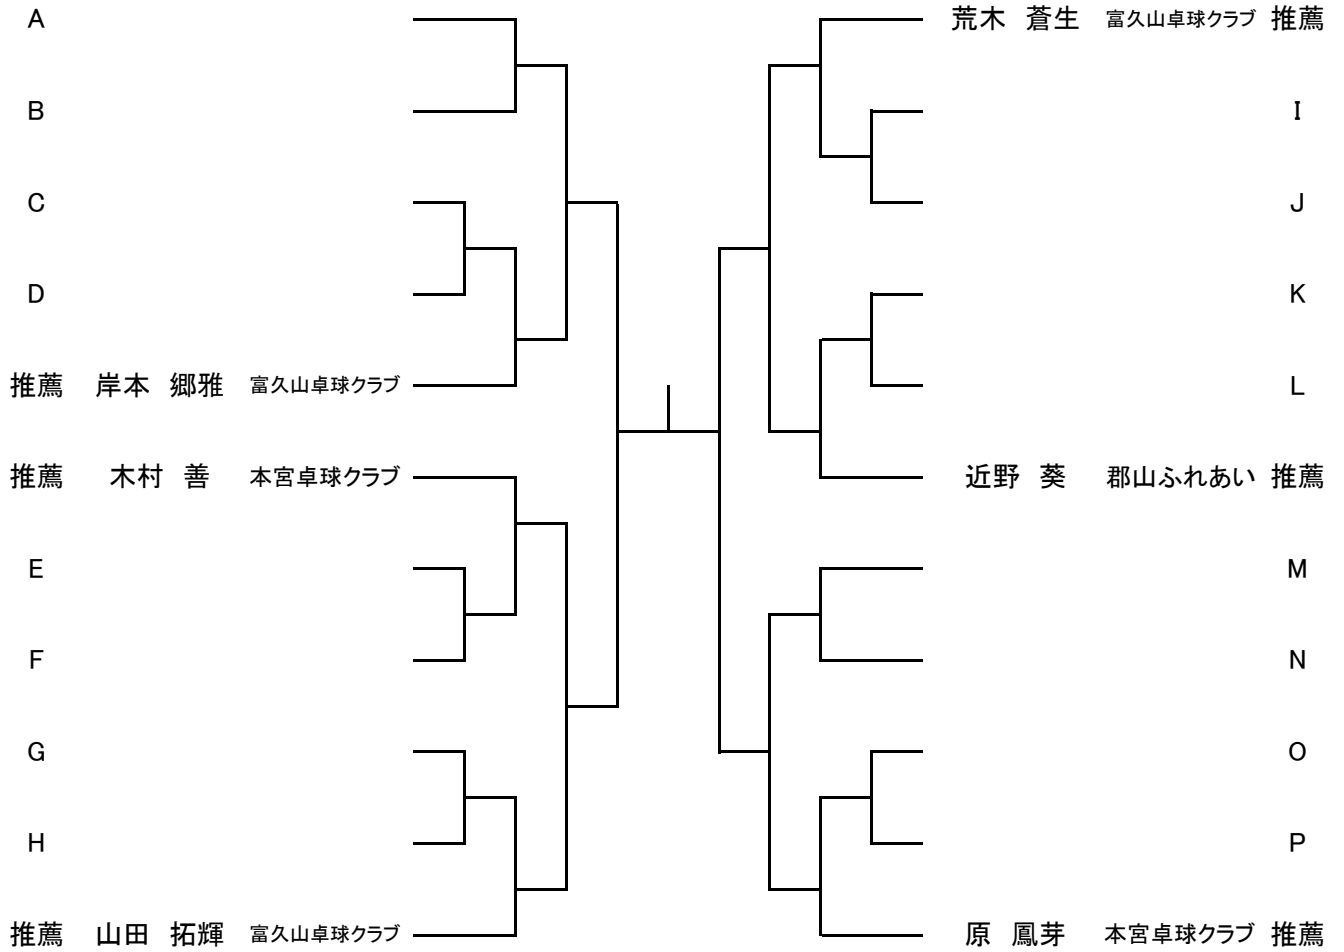 A
B
C
D
推薦 岸本 郷雅 富久山卓球クラブ
推薦 木村 善 本宮卓球クラブ
E
F
G
H
推薦 山田 拓輝 富久山卓球クラブ
荒木 蒼生 富久山卓球クラブ 推薦
I
J
K
L
近野 葵 郡山ふれあい 推薦
M
N
O
P
原 鳳芽 本宮卓球クラブ 推薦